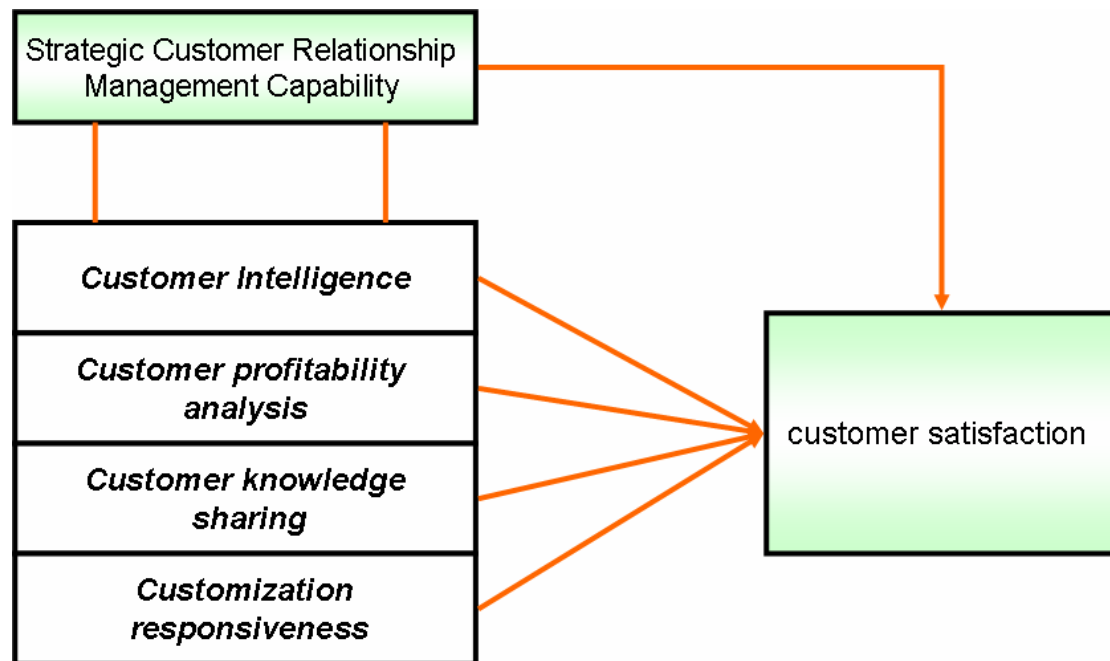 Strategic Customer Relationship
Management Capability
Customer Intelligence
Customer profitability
analysis
Customer knowledge
sharing
Customization
responsiveness
customer satisfaction